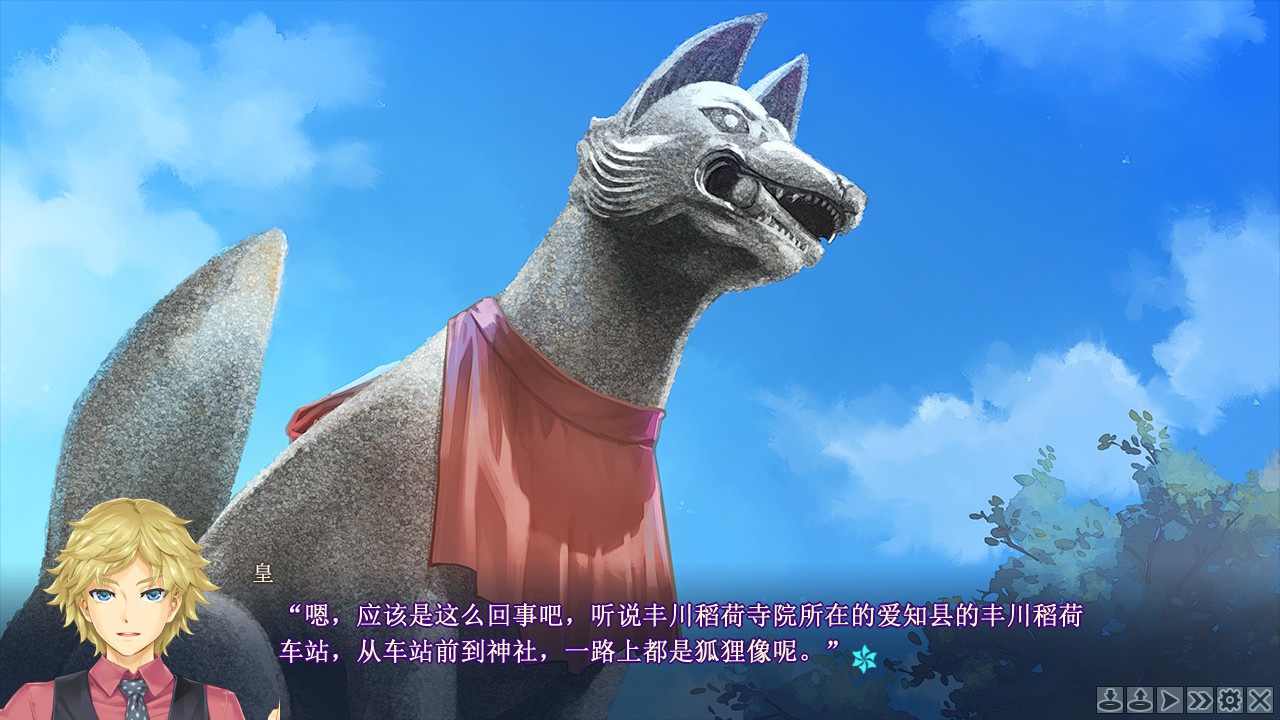 皇
“嗯，应该是这么回事吧，听说丰川稻荷寺院所在的爱知县的丰川稻荷
车站，从车站前到神社，一路上都是狐狸像呢。”